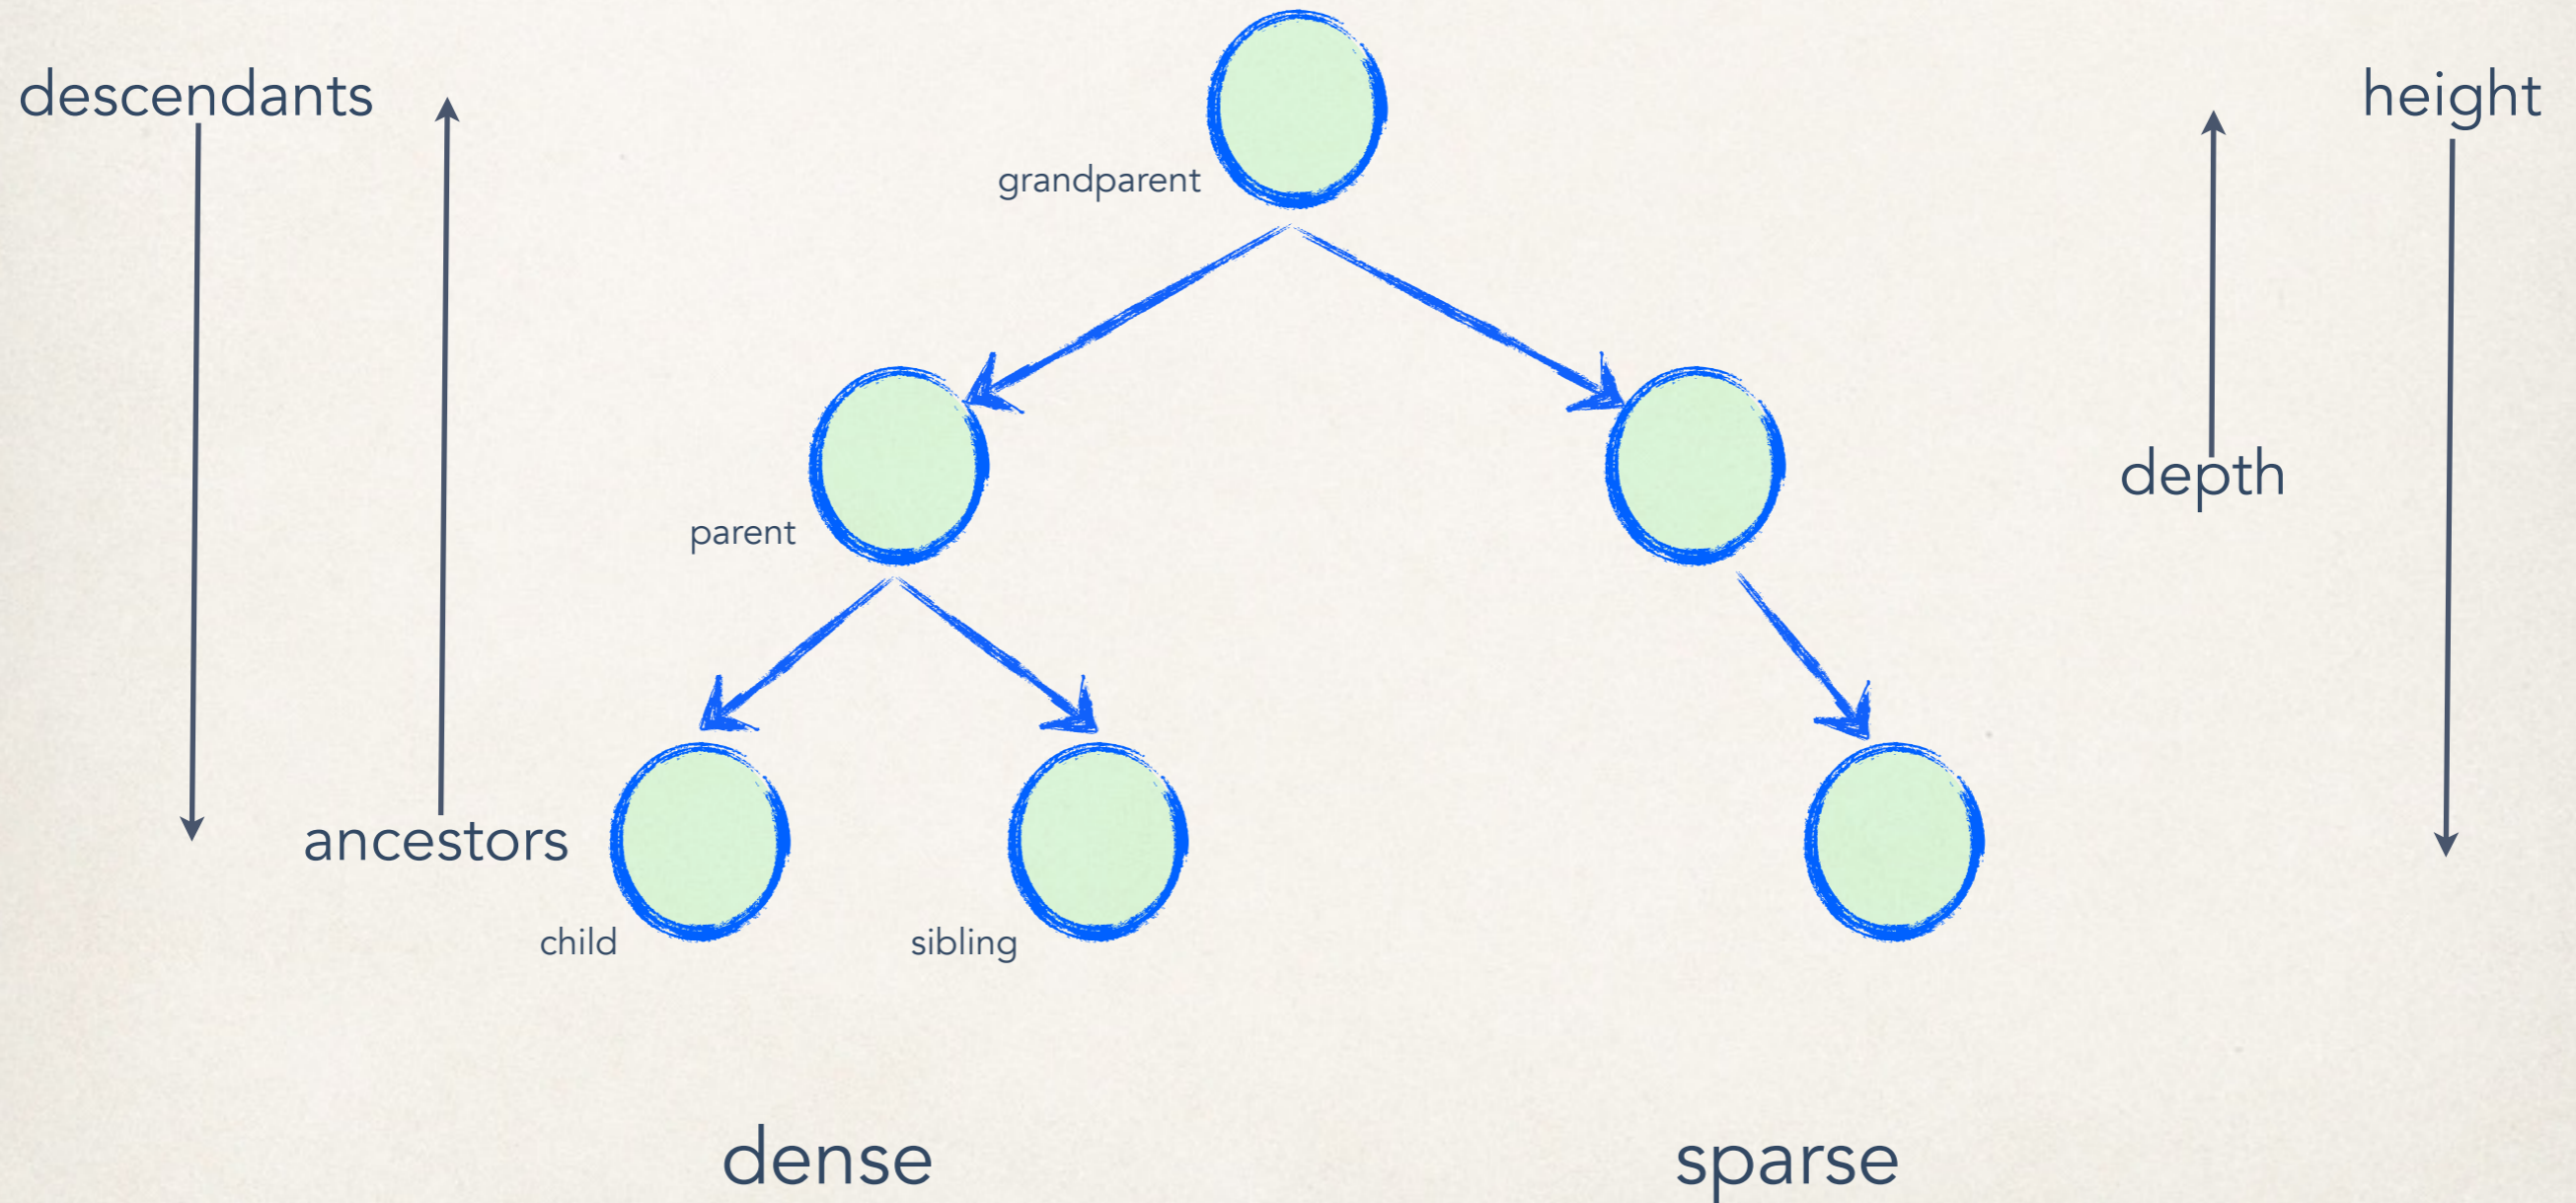 descendants
height
grandparent
depth
parent
ancestors
child
sibling
dense
sparse